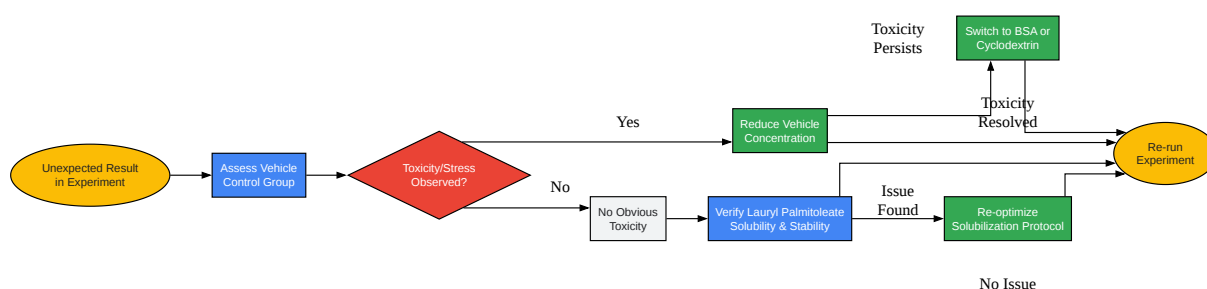 Unexpected Result
in Experiment
Assess Vehicle
Control Group
Toxicity/Stress
Observed?
Yes
No
Reduce Vehicle
Concentration
Toxicity
Persists
Switch to BSA or
Cyclodextrin
Toxicity
Resolved
No Obvious
Toxicity
Verify Lauryl Palmitoleate
Solubility & Stability
Issue
Found
Re-optimize
Solubilization Protocol
No Issue
Re-run
Experiment